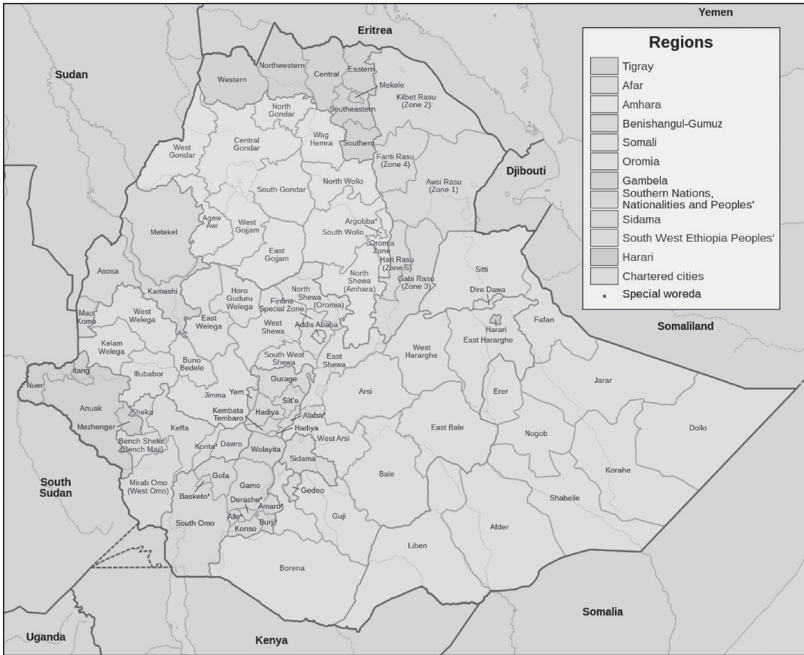 Yemen
Eritrea
Sudan
Regions
Tigray
Afar
Amhara
Benishangul-Gumuz
Somali
Oromia
Gambela
Southern Nations,
Nationalities and Peoples'
Sidama
South West Ethiopia Peoples'
Harari
Chartered cities
* Special woreda
Northwestern
Western
Central
Eastern
Mekele
Southeastern
Kilbet Rasu
(Zone 2)
Southern
North
Gondar
Central
Gondar
Wag
Hemra
West
Gondar
Fanti Rasu
(Zone 4)
Awsi Rasu
(Zone 1)
Djibouti
South Gondar
North Wollo
Agew
Awi
West
Gojjam
Argobba*
South Wollo
Metekel
East
Gojjam
Oromia
Zone
Hari Rasu
(Zone 5)
Gabi Rasu
(Zone 3)
Sitti
Dire Dawa
Asosa
Kamashi
Horo
Guduru
Welega
North
Shewa
(Oromia)
North
Shewa
(Amhara)
Finfine
Special Zone
Addis Ababa
Mao
Komo
West
Welega
East
Welega
West
Shewa
Harari
East Hararghe
Fafan
Somaliland
Kelam
Welega
Buno
Bedele
South West
Shewa
East
Shewa
West
Hararghe
Itang
Nuer
Illubabor
Gurage
Jarar
Anuak
Jimma
Yem
Silt'e
Arsi
Erer
Mezhenger
Sheka
Kembata
Tembaro
Hadiya
Alaba*
Hadiya
Dollo
Keffa
East Bale
Bench Sheko
(Bench Maji)
Konta*
Dawro
Wolayita
West Arsi
Nogob
Sidama
Korahe
South
Sudan
Mirab Omo
(West Omo)
Gofa
Gamo
Bale
Basketo*
Gedeo
Derashe*
Amaro*
Shabelle
South Omo
Alle*
Burji*
Konso
Guji
Afder
Liben
Borena
Somalia
Uganda
Kenya